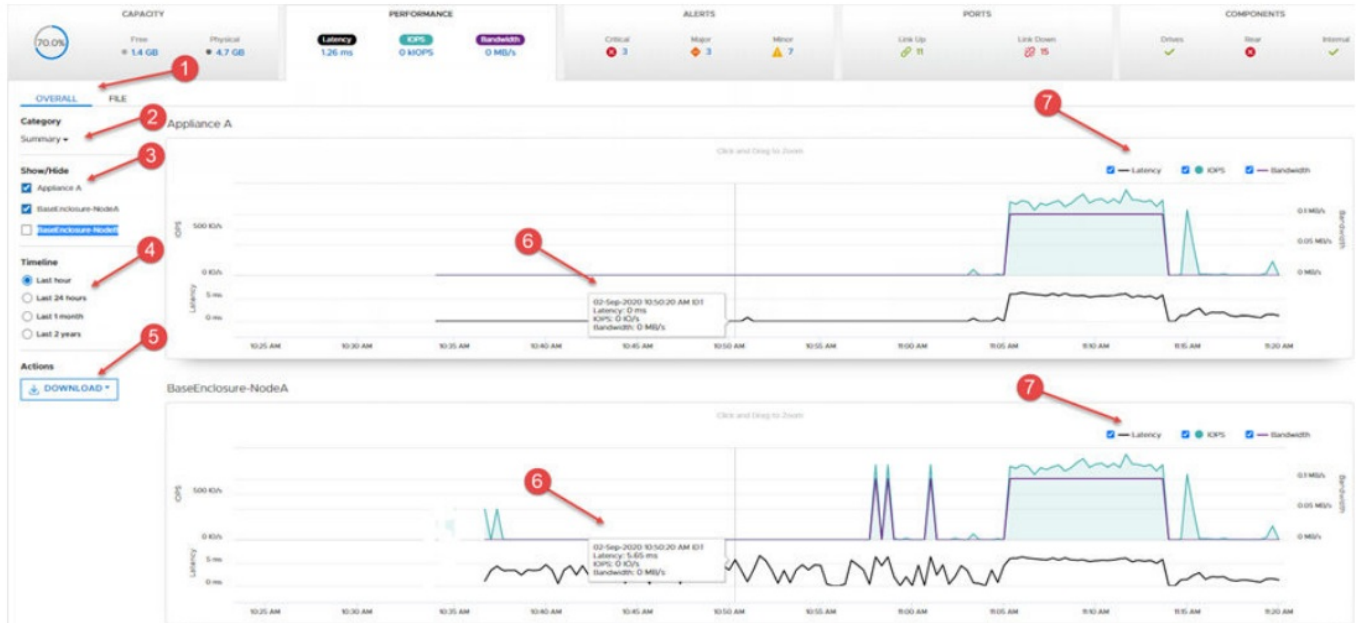 CAPACITY
70.0%
Free
1.4 GB
Physical
4.7 GB
PERFORMANCE
Latency
1.26 ms
IOPS
0 kIOPS
Bandwidth
0 MB/s
ALERTS
Critical
3
Major
3
Minor
7
PORTS
Link Up
11
Link Down
15
COMPONENTS
Drives
Rear
Internal
1
OVERALL
FILE
Category
2
Summary
3
Show/Hide
Appliance A
BaseEnclosure-NodeA
BaseEnclosure-NodeB
4
Timeline
Last hour
Last 24 hours
Last 1 month
Last 2 years
5
Actions
DOWNLOAD
Appliance A
7
Click and Drag to Zoom
Latency
IOPS
Bandwidth
IOPS
500 IO/s
0 IO/s
Latency
5 ms
0 ms
0.1 MB/s
0.05 MB/s
0 MB/s
Bandwidth
6
02-Sep-2020 10:50:20 AM IDT
Latency: 0 ms
IOPS: 0 IO/s
Bandwidth: 0 MB/s
10:25 AM 10:30 AM 10:35 AM 10:40 AM 10:45 AM 10:50 AM 10:55 AM 11:00 AM 11:05 AM 11:10 AM 11:15 AM 11:20 AM
BaseEnclosure-NodeA
7
Click and Drag to Zoom
Latency
IOPS
Bandwidth
IOPS
500 IO/s
0 IO/s
Latency
5 ms
0 ms
0.1 MB/s
0.05 MB/s
0 MB/s
Bandwidth
6
02-Sep-2020 10:50:20 AM IDT
Latency: 5.65 ms
IOPS: 0 IO/s
Bandwidth: 0 MB/s
10:25 AM 10:30 AM 10:35 AM 10:40 AM 10:45 AM 10:50 AM 10:55 AM 11:00 AM 11:05 AM 11:10 AM 11:15 AM 11:20 AM